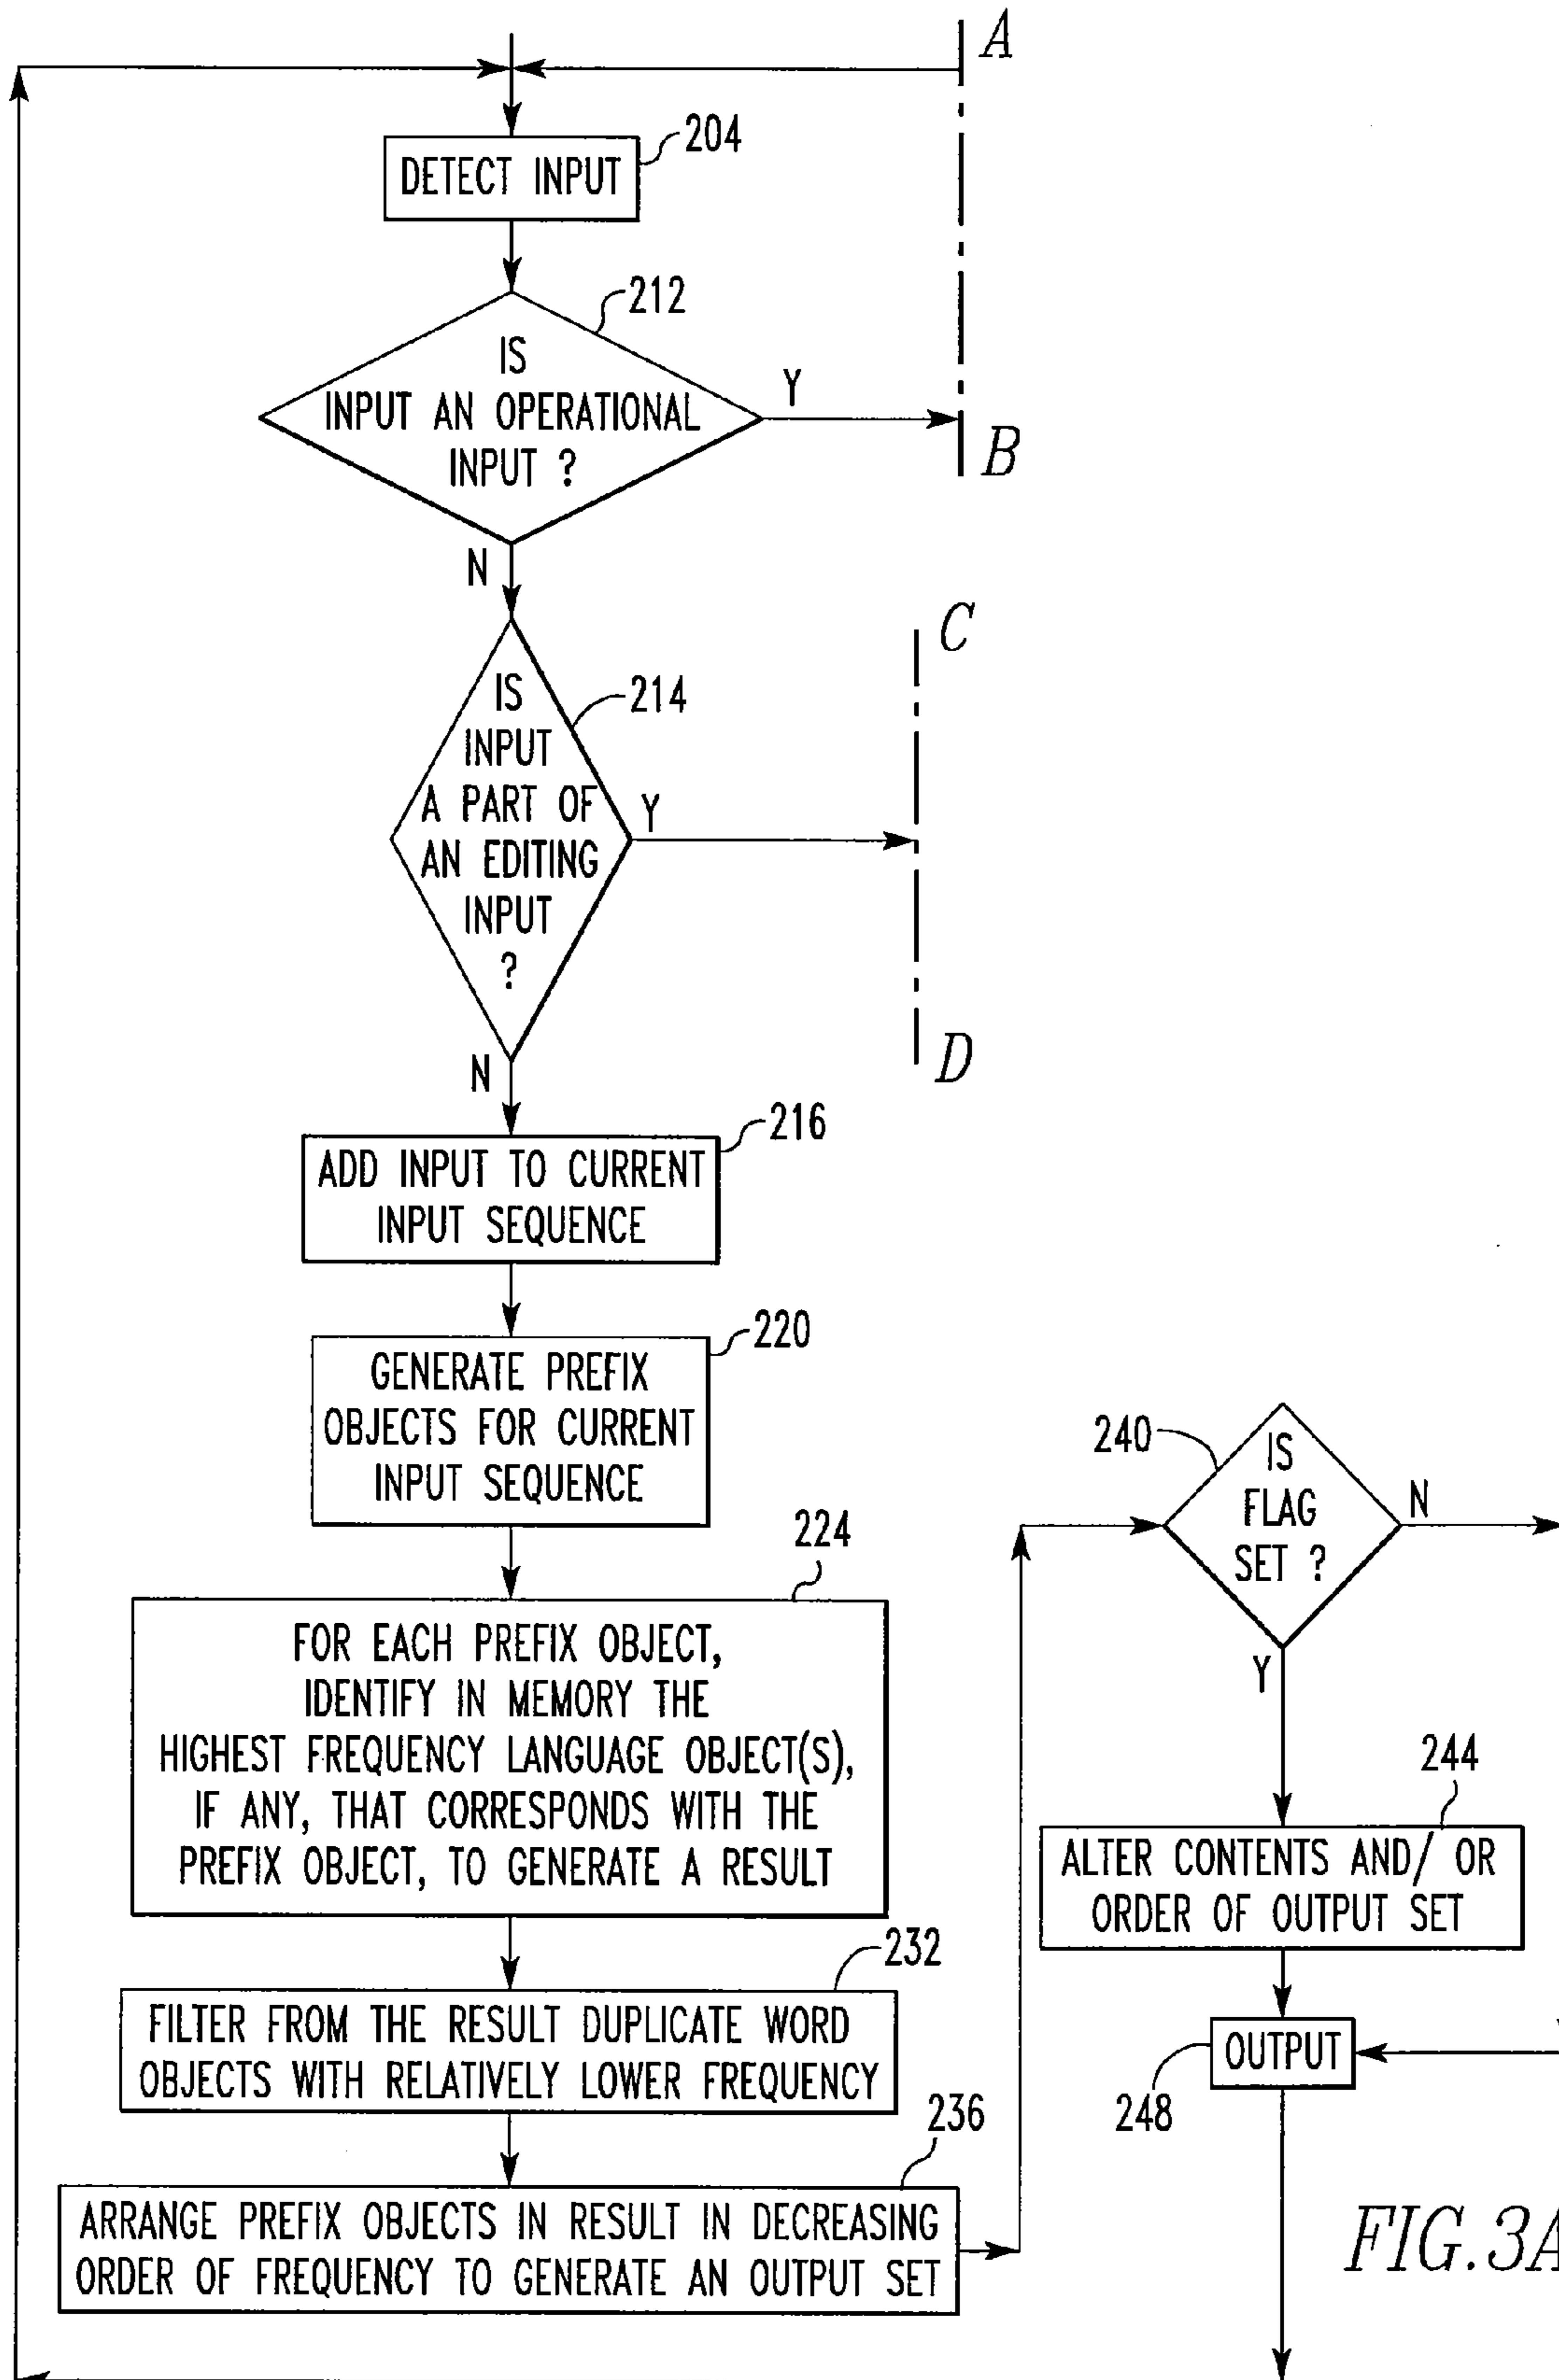 A
204
DETECT INPUT
212
IS
INPUT AN OPERATIONAL
INPUT ?
Y
B
N
C
214
IS
INPUT
A PART OF
AN EDITING
INPUT
?
Y
D
N
216
ADD INPUT TO CURRENT
INPUT SEQUENCE
220
GENERATE PREFIX
OBJECTS FOR CURRENT
INPUT SEQUENCE
224
FOR EACH PREFIX OBJECT,
IDENTIFY IN MEMORY THE
HIGHEST FREQUENCY LANGUAGE OBJECT(S),
IF ANY, THAT CORRESPONDS WITH THE
PREFIX OBJECT, TO GENERATE A RESULT
232
FILTER FROM THE RESULT DUPLICATE WORD
OBJECTS WITH RELATIVELY LOWER FREQUENCY
236
ARRANGE PREFIX OBJECTS IN RESULT IN DECREASING
ORDER OF FREQUENCY TO GENERATE AN OUTPUT SET
240
IS
FLAG
SET ?
N
Y
244
ALTER CONTENTS AND/ OR
ORDER OF OUTPUT SET
OUTPUT
248
FIG.3A